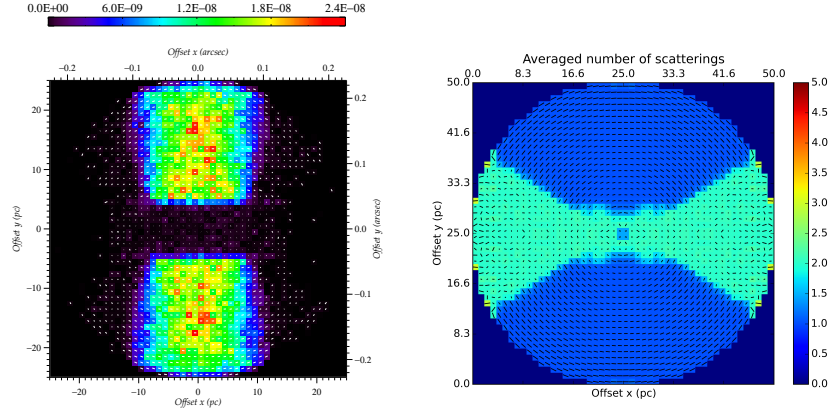 0.0E+00 6.0E-09 1.2E-08 1.8E-08 2.4E-08
Offset x (arcsec)
-0.2 -0.1 0.0 0.1 0.2
20
10
0
-10
-20
Offset y (pc)
0.2
0.1
0.0
-0.1
-0.2
Offset y (arcsec)
-20 -10 0 10 20
Offset x (pc)
Averaged number of scatterings
0.0 8.3 16.6 25.0 33.3 41.6 50.0
50.0
41.6
33.3
25.0
16.6
8.3
0.0
Offset y (pc)
Offset x (pc)
5.0
4.5
4.0
3.5
3.0
2.5
2.0
1.5
1.0
0.5
0.0